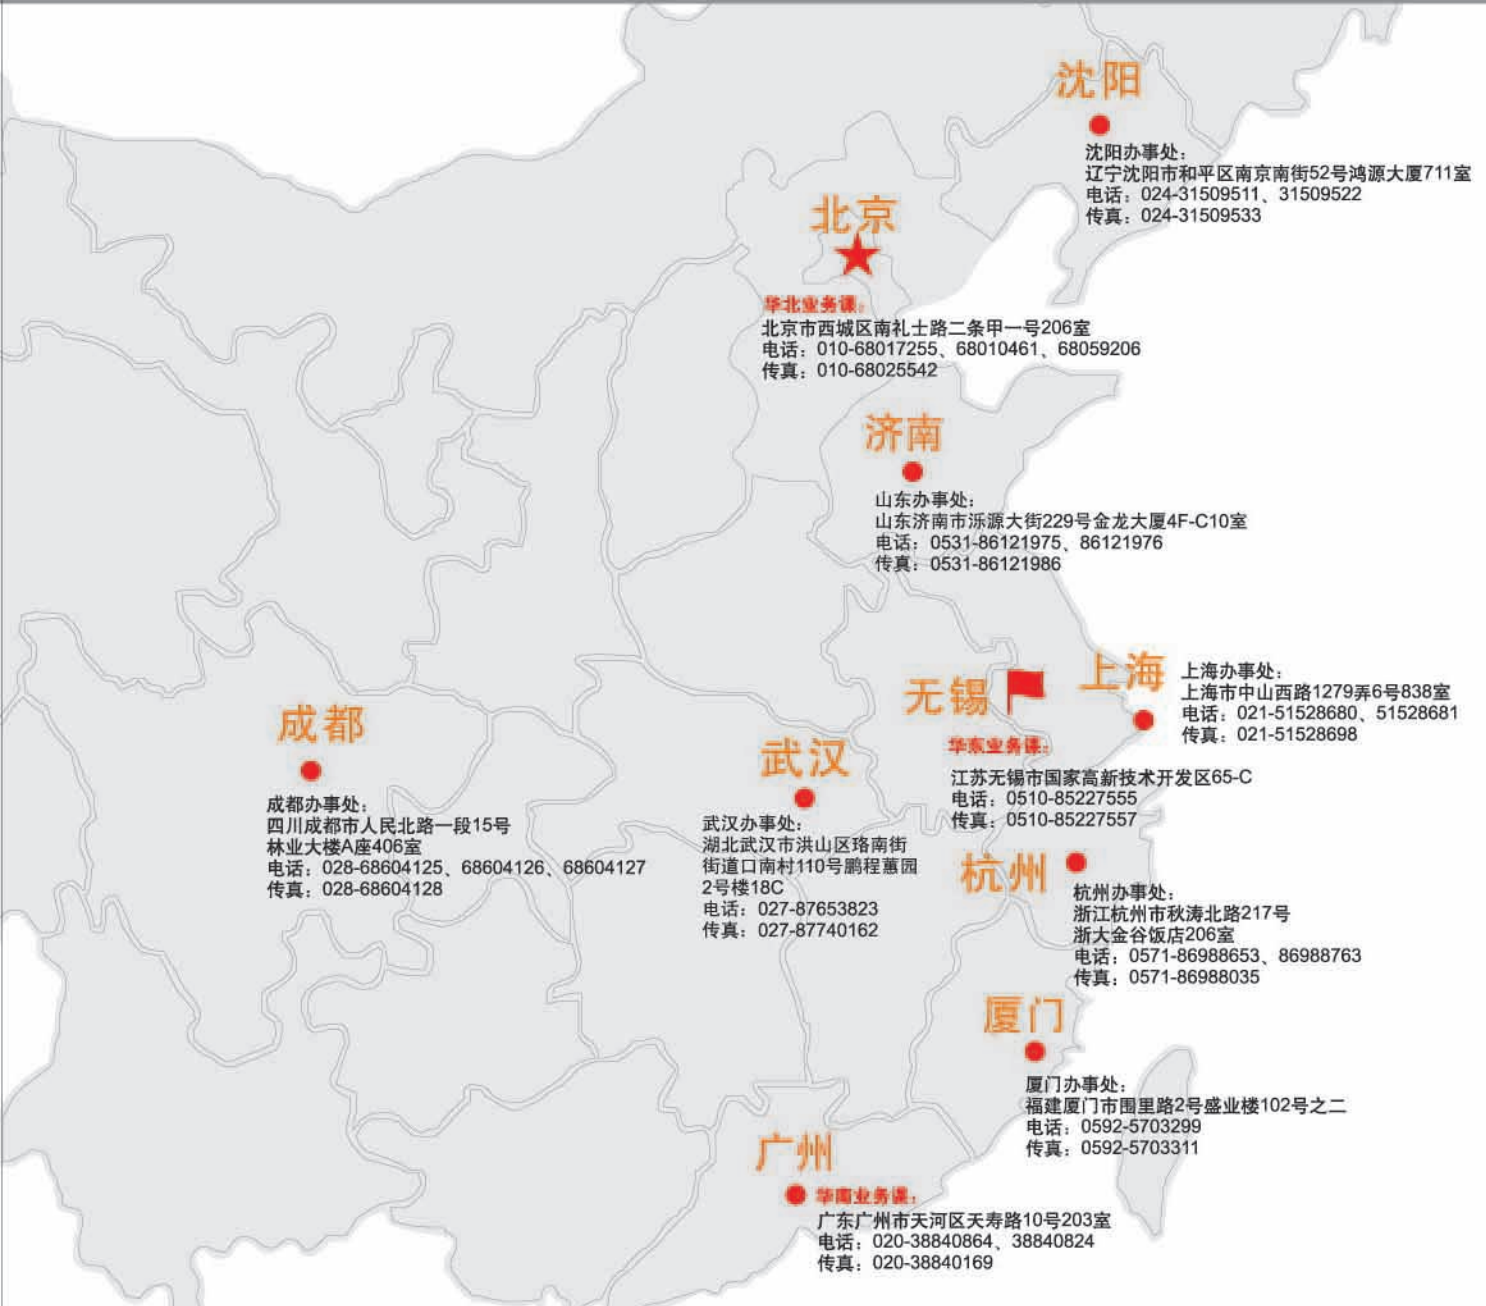 沈阳
沈阳办事处：
辽宁沈阳市和平区南京南街52号鸿源大厦711室
电话：024-31509511、31509522
传真：024-31509533
北京
华北业务课：
北京市西城区南礼士路二条甲一号206室
电话：010-68017255、68010461、68059206
传真：010-68025542
济南
山东办事处：
山东济南市泺源大街229号金龙大厦4F-C10室
电话：0531-86121975、86121976
传真：0531-86121986
无锡
华东业务课：
江苏无锡市国家高新技术开发区65-C
电话：0510-85227555
传真：0510-85227557
上海
上海办事处：
上海市中山西路1279弄6号838室
电话：021-51528680、51528681
传真：021-51528698
成都
成都办事处：
四川成都市人民北路一段15号
林业大楼A座406室
电话：028-68604125、68604126、68604127
传真：028-68604128
武汉
武汉办事处：
湖北武汉市洪山区珞南街
街道口南村110号鹏程蕙园
2号楼18C
电话：027-87653823
传真：027-87740162
杭州
杭州办事处：
浙江杭州市秋涛北路217号
浙大金谷饭店206室
电话：0571-86988653、86988763
传真：0571-86988035
厦门
厦门办事处：
福建厦门市围里路2号盛业楼102号之二
电话：0592-5703299
传真：0592-5703311
广州
华南业务课：
广东广州市天河区天寿路10号203室
电话：020-38840864、38840824
传真：020-38840169